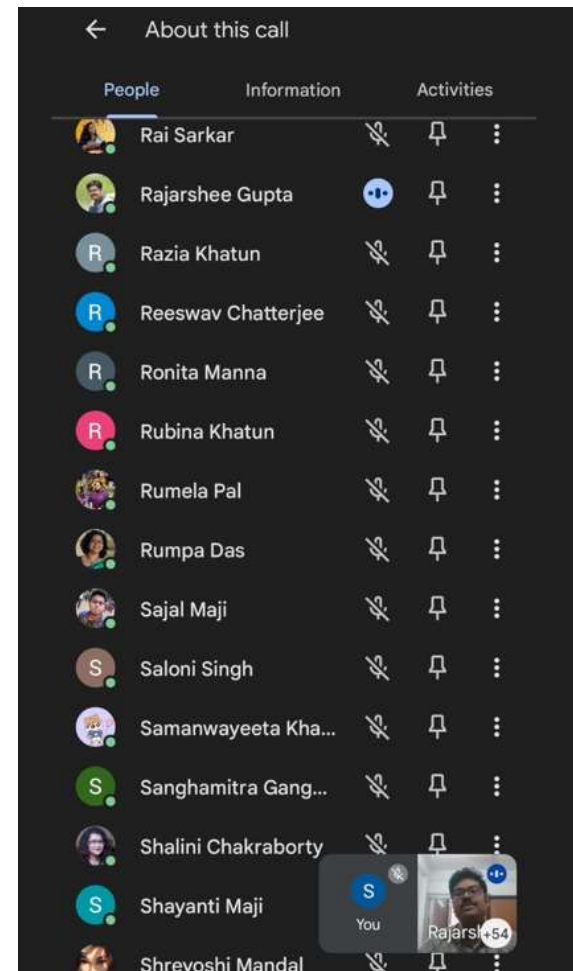 About this call
People Information Activities
Rai Sarkar
Rajarshee Gupta
R Razia Khatun
R Reeswav Chatterjee
R Ronita Manna
R Rubina Khatun
Rumela Pal
Rumpa Das
Sajal Maji
S Saloni Singh
Samanwayeeta Kha...
S Sanghamitra Gang...
Shalini Chakraborty
S Shayanti Maji
S
You Rajarsh +54
Shreyoshi Mandal